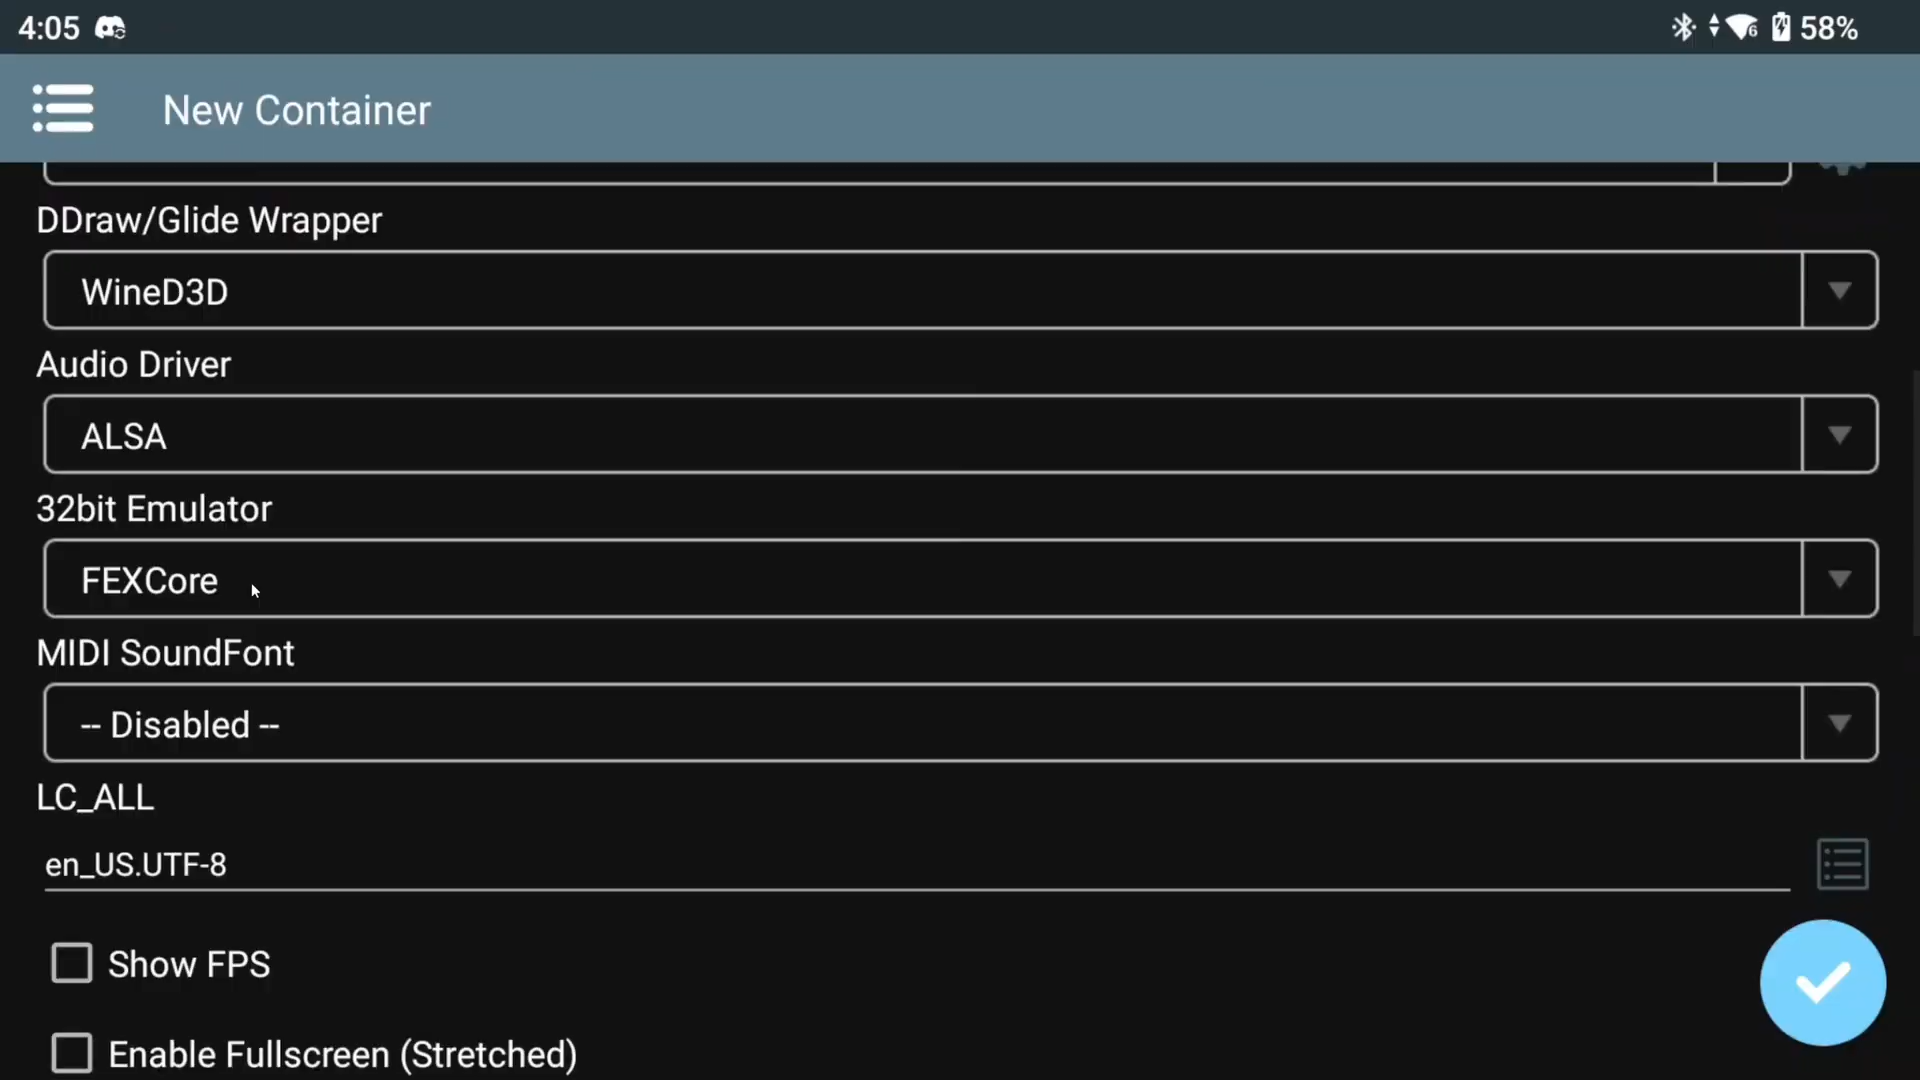 4:05
6 58%
New Container
DDraw/Glide Wrapper
WineD3D
Audio Driver
ALSA
32bit Emulator
FEXCore
MIDI SoundFont
-- Disabled --
LC_ALL
en_US.UTF-8
Show FPS
Enable Fullscreen (Stretched)